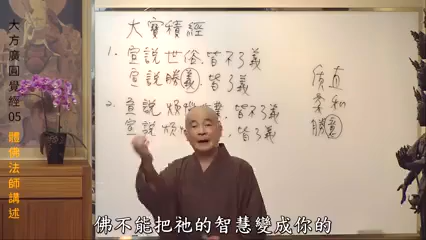 大方廣圓覺經05 體佛法師講述
大寶積經
1. 宣說世俗,皆不了義
宣說勝義,皆了義
2. 宣說煩惱業,皆不了義
宣說煩惱,皆了義
質直
柔和
勝意
佛不能把祂的智慧變成你的